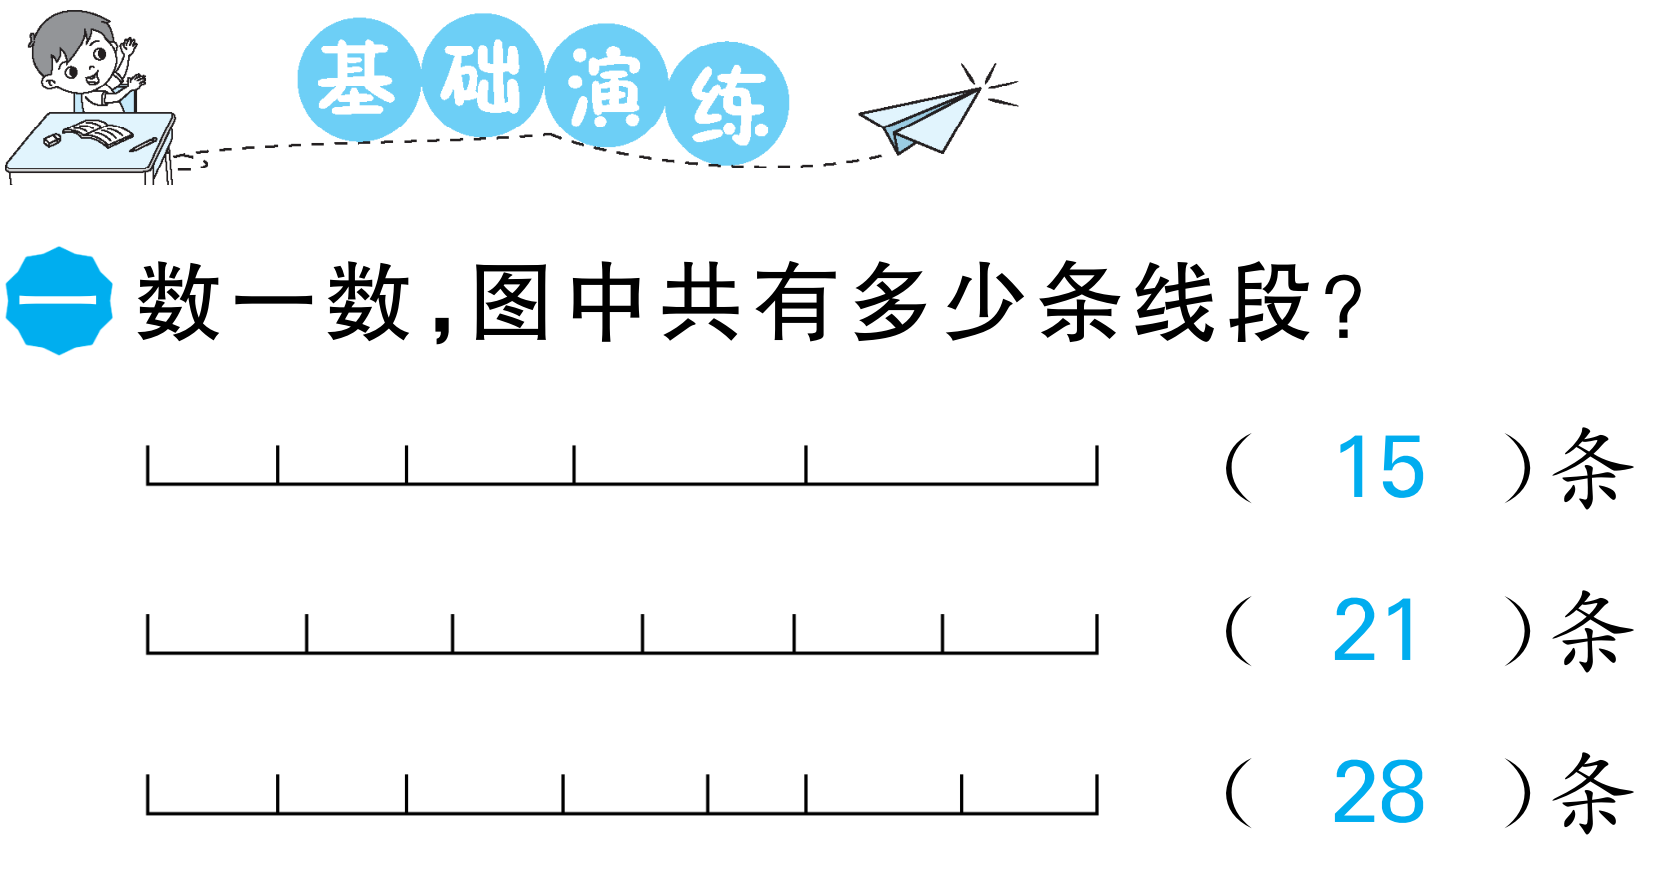 基础演练
一 数一数,图中共有多少条线段?
( 15 )条
( 21 )条
( 28 )条